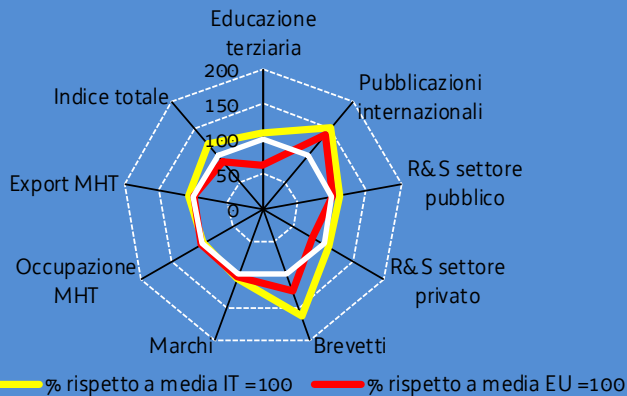 Educazione
terziaria
200
Pubblicazioni
internazionali
Indice totale
150
100
R&S settore
pubblico
Export MHT
50
0
R&S settore
privato
Occupazione
MHT
Marchi
Brevetti
% rispetto a media IT =100
% rispetto a media EU =100